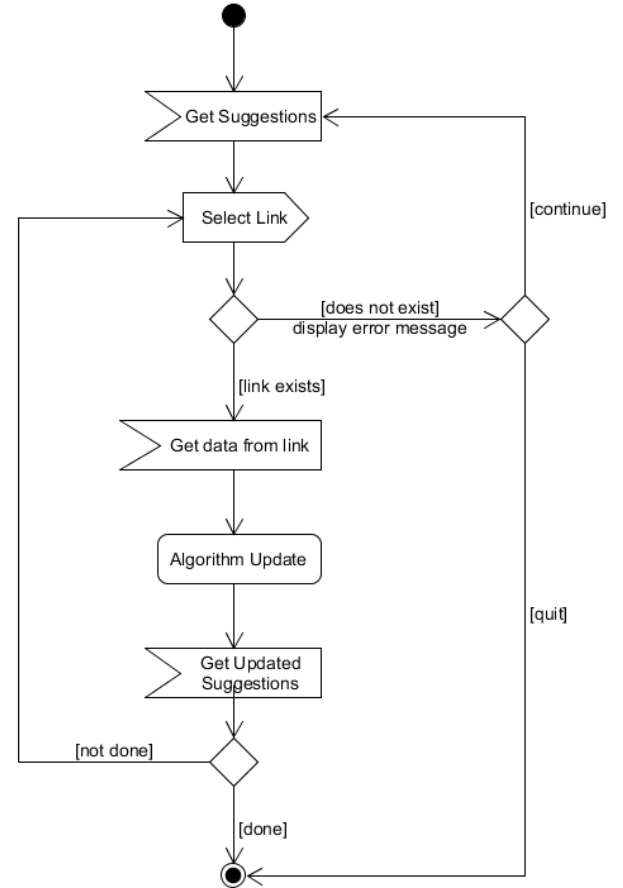 Get Suggestions
Select Link
[continue]
[does not exist]
display error message
[link exists]
Get data from link
Algorithm Update
[quit]
Get Updated
Suggestions
[not done]
[done]